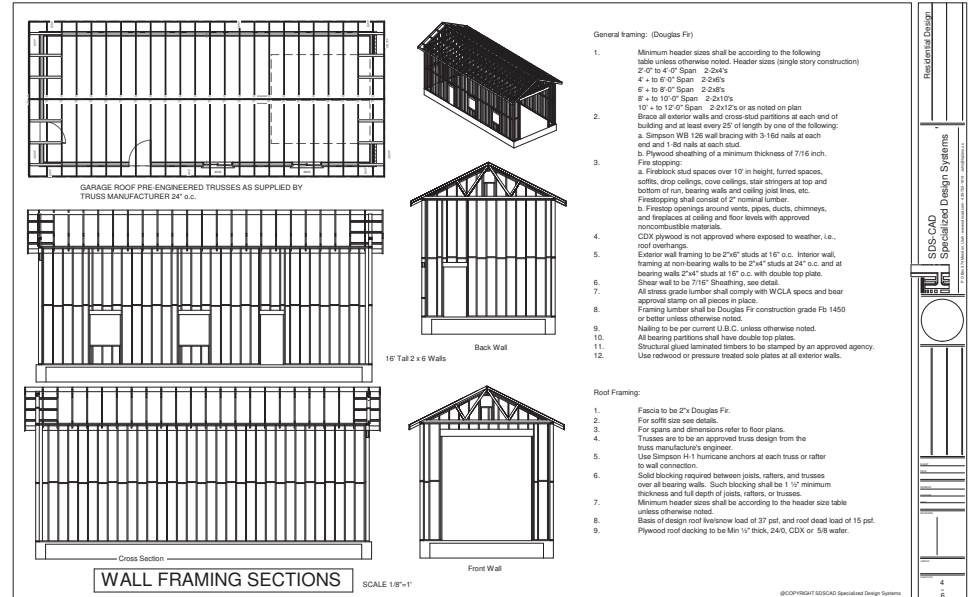 GARAGE ROOF PRE-ENGINEERED TRUSSES AS SUPPLIED BY
TRUSS MANUFACTURER 24" o.c.
16' Tall 2 x 6 Walls
Back Wall
Cross Section
Front Wall
WALL FRAMING SECTIONS
SCALE 1/8"=1'
General framing: (Douglas Fir)
1. Minimum header sizes shall be according to the following
table unless otherwise noted. Header sizes (single story construction)
2'-0" to 4'-0" Span 2-2x4's
4' + to 6'-0" Span 2-2x6's
6' + to 8'-0" Span 2-2x8's
8' + to 10'-0" Span 2-2x10's
10' + to 12'-0" Span 2-2x12's or as noted on plan
2. Brace all exterior walls and cross-stud partitions at each end of
building and at least every 25' of length by one of the following:
a. Simpson WB 126 wall bracing with 3-16d nails at each
end and 1-8d nails at each stud.
b. Plywood sheathing of a minimum thickness of 7/16 inch.
3. Fire stopping:
a. Fireblock stud spaces over 10' in height, furred spaces,
soffits, drop ceilings, cove ceilings, stair stringers at top and
bottom of run, bearing walls and ceiling joist lines, etc.
Firestopping shall consist of 2" nominal lumber.
b. Firestop openings around vents, pipes, ducts, chimneys,
and fireplaces at ceiling and floor levels with approved
noncombustible materials.
4. CDX plywood is not approved where exposed to weather, i.e.,
roof overhangs.
5. Exterior wall framing to be 2"x6" studs at 16" o.c. Interior wall,
framing at non-bearing walls to be 2"x4" studs at 24" o.c. and at
bearing walls 2"x4" studs at 16" o.c. with double top plate.
6. Shear wall to be 7/16" Sheathing, see detail.
7. All stress grade lumber shall comply with WCLA specs and bear
approval stamp on all pieces in place.
8. Framing lumber shall be Douglas Fir construction grade Fb 1450
or better unless otherwise noted.
9. Nailing to be per current U.B.C. unless otherwise noted.
10. All bearing partitions shall have double top plates.
11. Structural glued laminated timbers to be stamped by an approved agency.
12. Use redwood or pressure treated sole plates at all exterior walls.
Roof Framing:
1. Fascia to be 2"x Douglas Fir.
2. For soffit size see details.
3. For spans and dimensions refer to floor plans.
4. Trusses are to be an approved truss design from the
truss manufacture's engineer.
5. Use Simpson H-1 hurricane anchors at each truss or rafter
to wall connection.
6. Solid blocking required between joists, rafters, and trusses
over all bearing walls. Such blocking shall be 1 ½" minimum
thickness and full depth of joists, rafters, or trusses.
7. Minimum headers shall be according to the header size table
unless otherwise noted.
8. Basis of design roof live/snow load of 37 psf, and roof dead load of 15 psf.
9. Plywood roof decking to be Min ½" thick, 24/0, CDX or 5/8 wafer.
@COPYRIGHT SDSCAD Specialized Design Systems
Residential Design
SDS-CAD
Specialized Design Systems
4
6